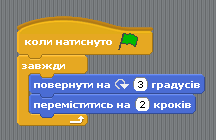 коли натиснуто
завжди
повернути на 3 градусів
переміститись на 2 кроків